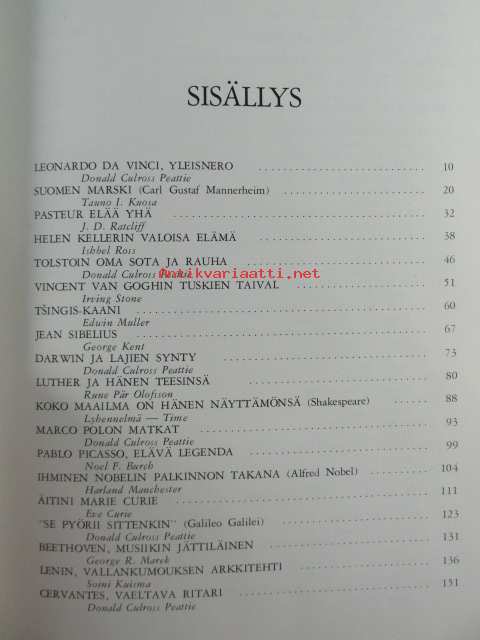 SISÄLLYS
LEONARDO DA VINCI, YLEISNERO 10
Donald Culross Peattie
SUOMEN MARSKI (Carl Gustaf Mannerheim) 20
Tauno I. Kuosa
PASTEUR ELÄÄ YHÄ 32
J. D. Ratcliff
HELEN KELLERIN VALOISA ELÄMÄ 38
Ishbel Ross
TOLSTOIN OMA SOTA JA RAUHA 46
Donald Culross Peattie
Antikvariaatti.net
VINCENT VAN GOGHIN TUSKIEN TAIVAL 51
Irving Stone
TŠINGIS-KAANI 60
Edwin Muller
JEAN SIBELIUS 67
George Kent
DARWIN JA LAJIEN SYNTY 73
Donald Culross Peattie
LUTHER JA HÄNEN TEESINSÄ 80
Rune Pär Olofsson
KOKO MAAILMA ON HÄNEN NÄYTTÄMÖNSÄ (Shakespeare) 88
Lyhennelmä — Time
MARCO POLON MATKAT 93
Donald Culross Peattie
PABLO PICASSO, ELÄVÄ LEGENDA 99
Noel F. Busch
IHMINEN NOBELIN PALKINNON TAKANA (Alfred Nobel) 104
Harland Manchester
ÄITINI MARIE CURIE 111
Eve Curie
"SE PYÖRII SITTENKIN" (Galileo Galilei) 123
Donald Culross Peattie
BEETHOVEN, MUSIIKIN JÄTTILÄINEN 131
George R. Marek
LENIN, VALLANKUMOUKSEN ARKKITEHTI 136
Soini Kuisma
CERVANTES, VAELTAVA RITARI 151
Donald Culross Peattie